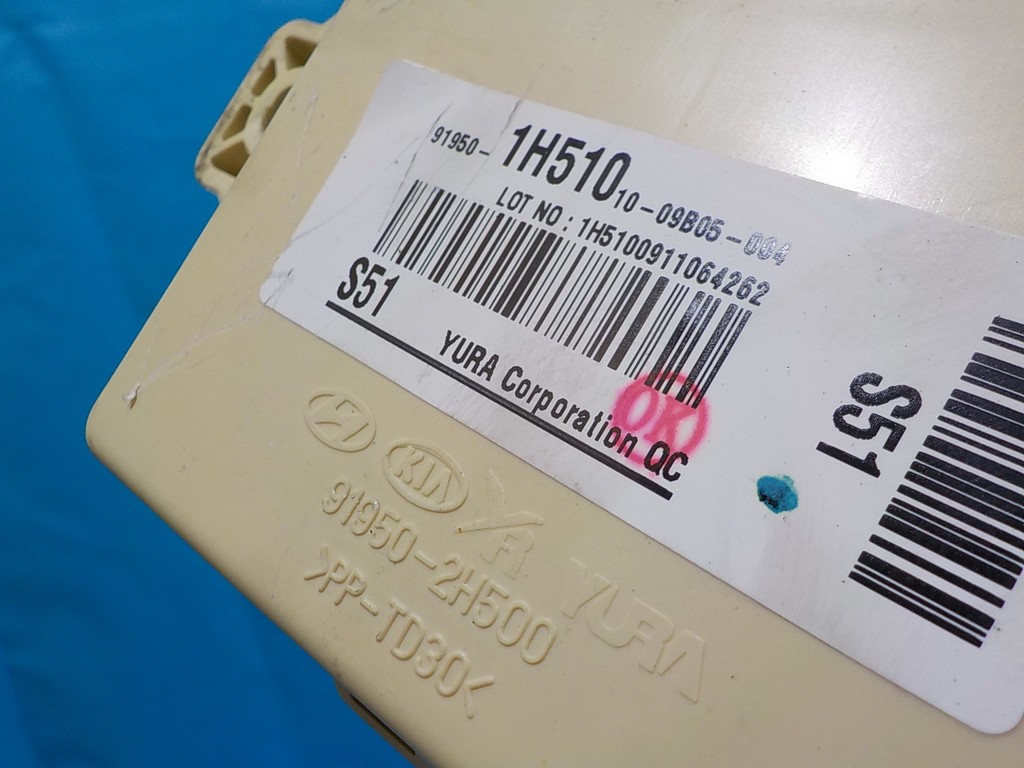 91950- 1H510 10-09B05-004
LOT NO : 1H5100911064262
S51
YURA Corporation QC
OK
S51
KIA YR YURA
91950-2H500
>PP-TD30<